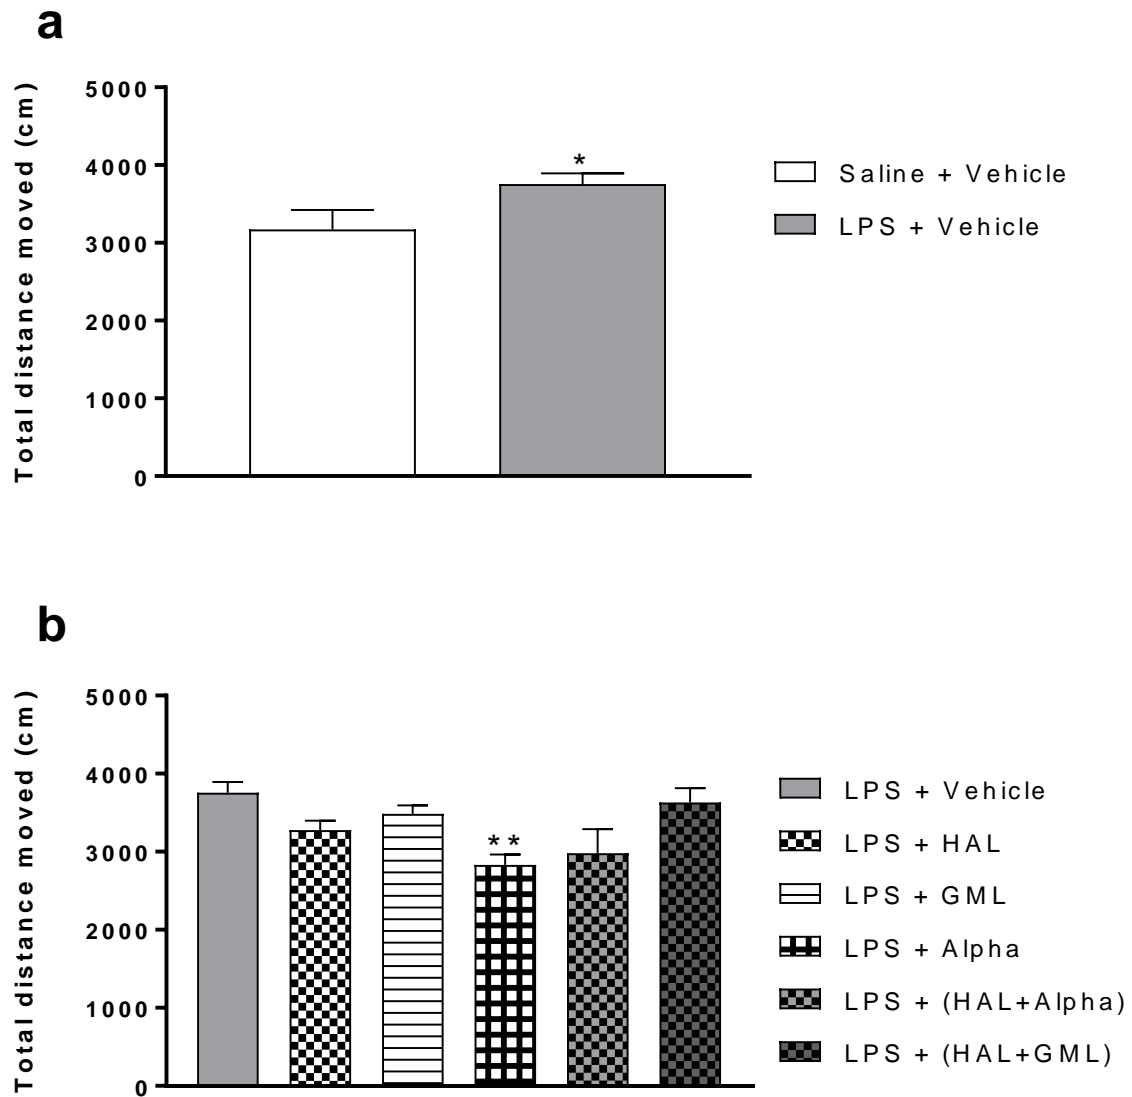 a
Total distance moved (cm)
5000
4000
3000
2000
1000
0
*
Saline + Vehicle
LPS + Vehicle
b
Total distance moved (cm)
5000
4000
3000
2000
1000
0
**
LPS + Vehicle
LPS + HAL
LPS + GML
LPS + Alpha
LPS + (HAL+Alpha)
LPS + (HAL+GML)